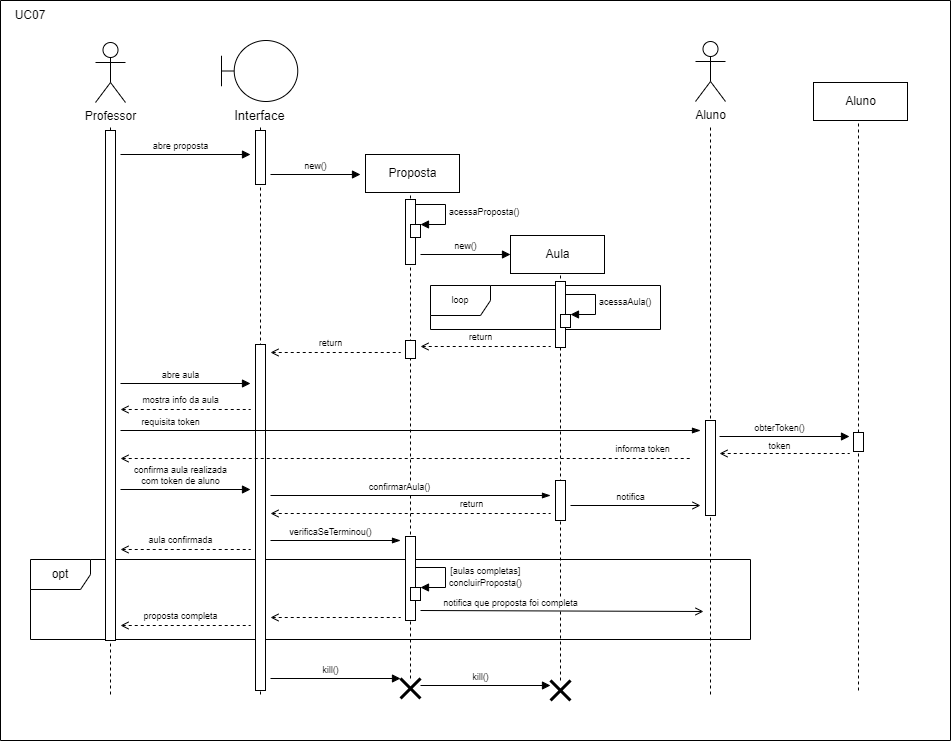 UC07
Professor
Interface
Aluno
Aluno
abre proposta
new()
Proposta
acessaProposta()
new()
Aula
loop
acessaAula()
return
return
abre aula
mostra info da aula
requisita token
obterToken()
token
informa token
confirma aula realizada
com token de aluno
confirmarAula()
notifica
return
verificaSeTerminou()
aula confirmada
opt
[aulas completas]
concluirProposta()
notifica que proposta foi completa
proposta completa
kill()
kill()